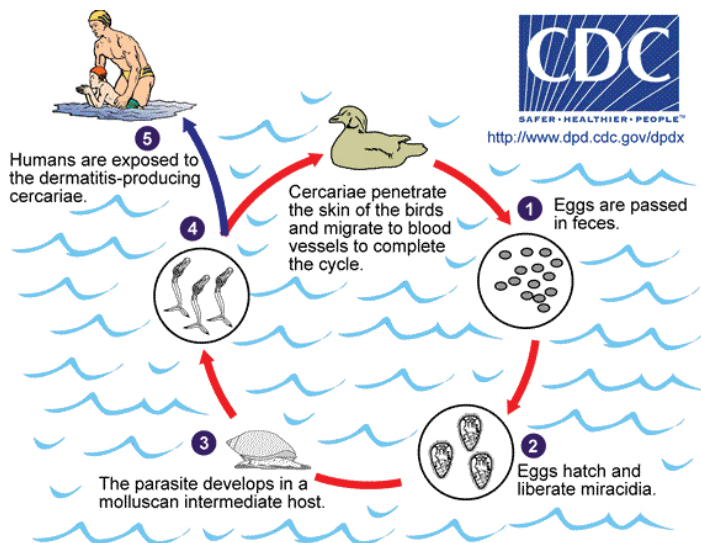 CDC
SAFER•HEALTHIER•PEOPLE™
http://www.dpd.cdc.gov/dpdx
5
Humans are exposed to
the dermatitis-producing
cercariae.
4
Cercariae penetrate
the skin of the birds
and migrate to blood
vessels to complete
the cycle.
1
Eggs are passed
in feces.
2
Eggs hatch and
liberate miracidia.
3
The parasite develops in a
molluscan intermediate host.